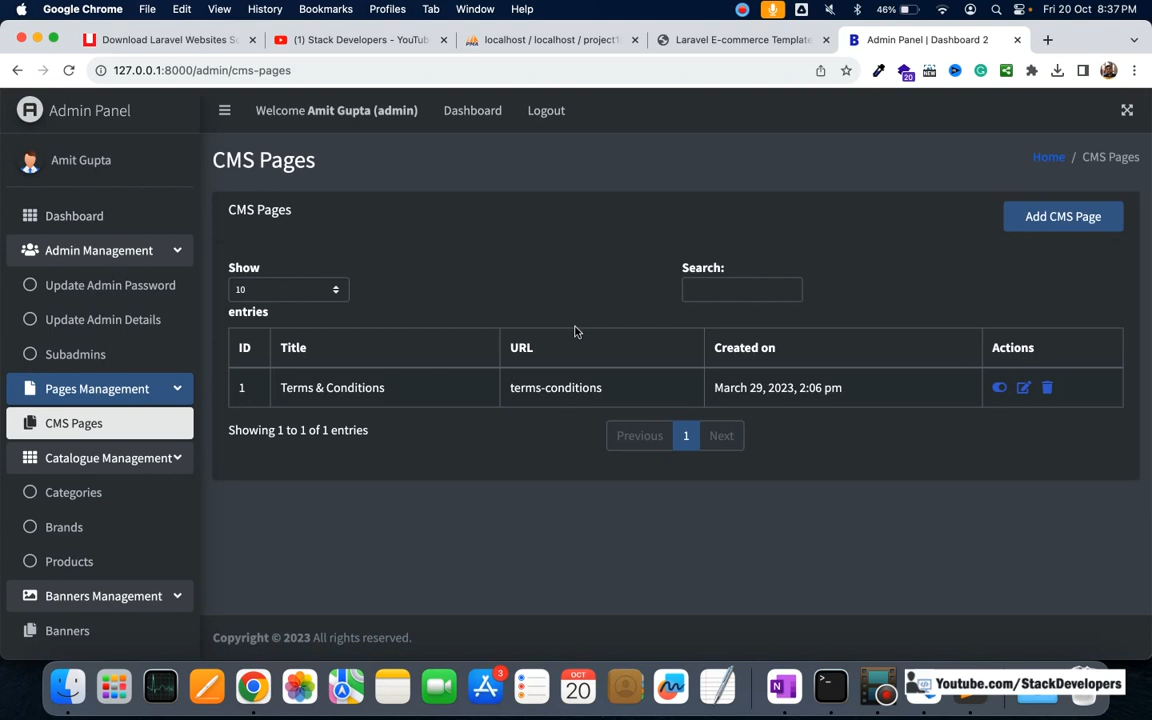 Google Chrome File Edit View History Bookmarks Profiles Tab Window Help 46% Fri 20 Oct 8:37 PM
Download Laravel Websites S (1) Stack Developers - YouTub localhost / localhost / project1 Laravel E-commerce Template Admin Panel | Dashboard 2
127.0.0.1:8000/admin/cms-pages
NEW
20
Admin Panel
Welcome Amit Gupta (admin) Dashboard Logout
Amit Gupta
CMS Pages
Home / CMS Pages
Dashboard
Admin Management
Update Admin Password
Update Admin Details
Subadmins
Pages Management
CMS Pages
Catalogue Management
Categories
Brands
Products
Banners Management
Banners
CMS Pages
Add CMS Page
Show
10
entries
Search:
ID Title URL Created on Actions
1 Terms & Conditions terms-conditions March 29, 2023, 2:06 pm
Showing 1 to 1 of 1 entries
Previous 1 Next
Copyright © 2023 All rights reserved.
3
OCT
20
Youtube.com/StackDevelopers